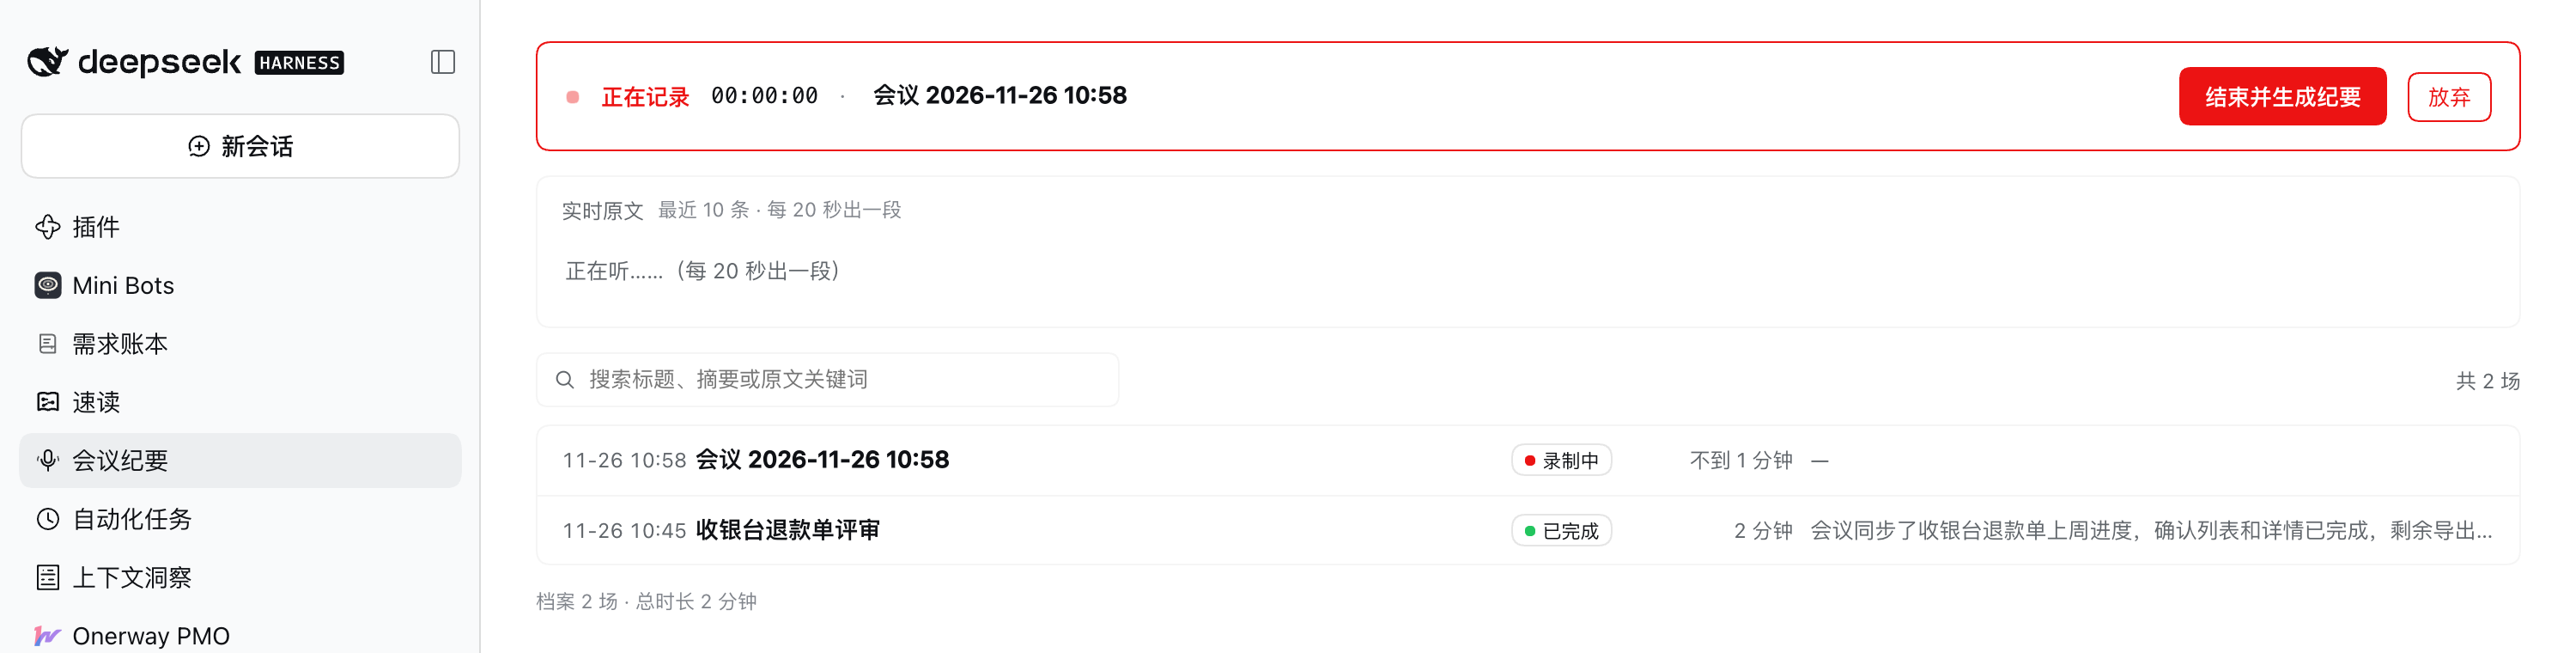 deepseek HARNESS
新会话
插件
Mini Bots
需求账本
速读
会议纪要
自动化任务
上下文洞察
Onerway PMO
正在记录 00:00:00 · 会议 2026-11-26 10:58
结束并生成纪要 放弃
实时原文 最近 10 条 · 每 20 秒出一段
正在听……（每 20 秒出一段）
搜索标题、摘要或原文关键词
共 2 场
11-26 10:58 会议 2026-11-26 10:58 录制中 不到 1 分钟 —
11-26 10:45 收银台退款单评审 已完成 2 分钟 会议同步了收银台退款单上周进度，确认列表和详情已完成，剩余导出...
档案 2 场 · 总时长 2 分钟